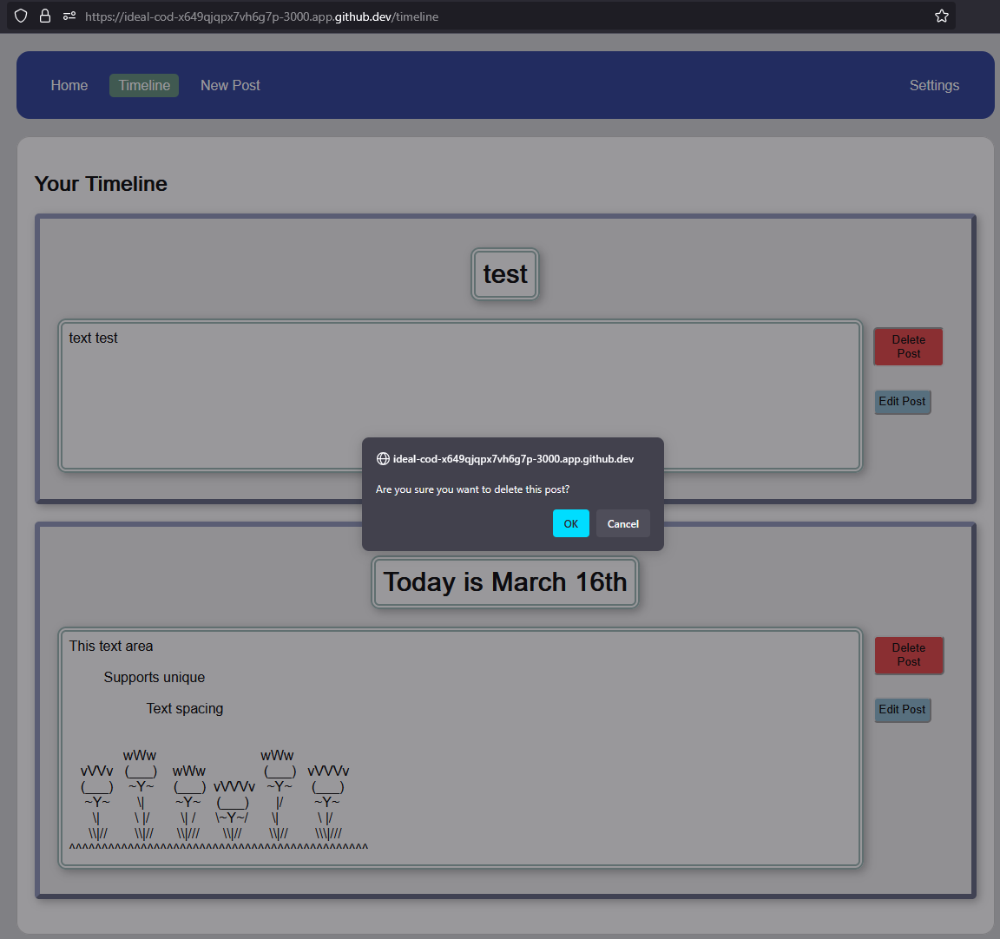 https://ideal-cod-x649qjqpx7vh6g7p-3000.app.github.dev/timeline
Home Timeline New Post Settings
Your Timeline
test
text test
Delete
Post
Edit Post
ideal-cod-x649qjqpx7vh6g7p-3000.app.github.dev
Are you sure you want to delete this post?
OK Cancel
Today is March 16th
This text area
Supports unique
Text spacing
Delete
Post
Edit Post
wWw wWw
vVVv (___) wWw (___) vVVVv
(___) ~Y~ (___) vVVVv ~Y~ (___)
~Y~ \| ~Y~ (___) |/ ~Y~
\| \ |/ \| / \~Y~/ \| \ |/
\\|// \\|// \\|/// \\|// \\|// \\\|///
^^^^^^^^^^^^^^^^^^^^^^^^^^^^^^^^^^^^^^^^^^^^^^^